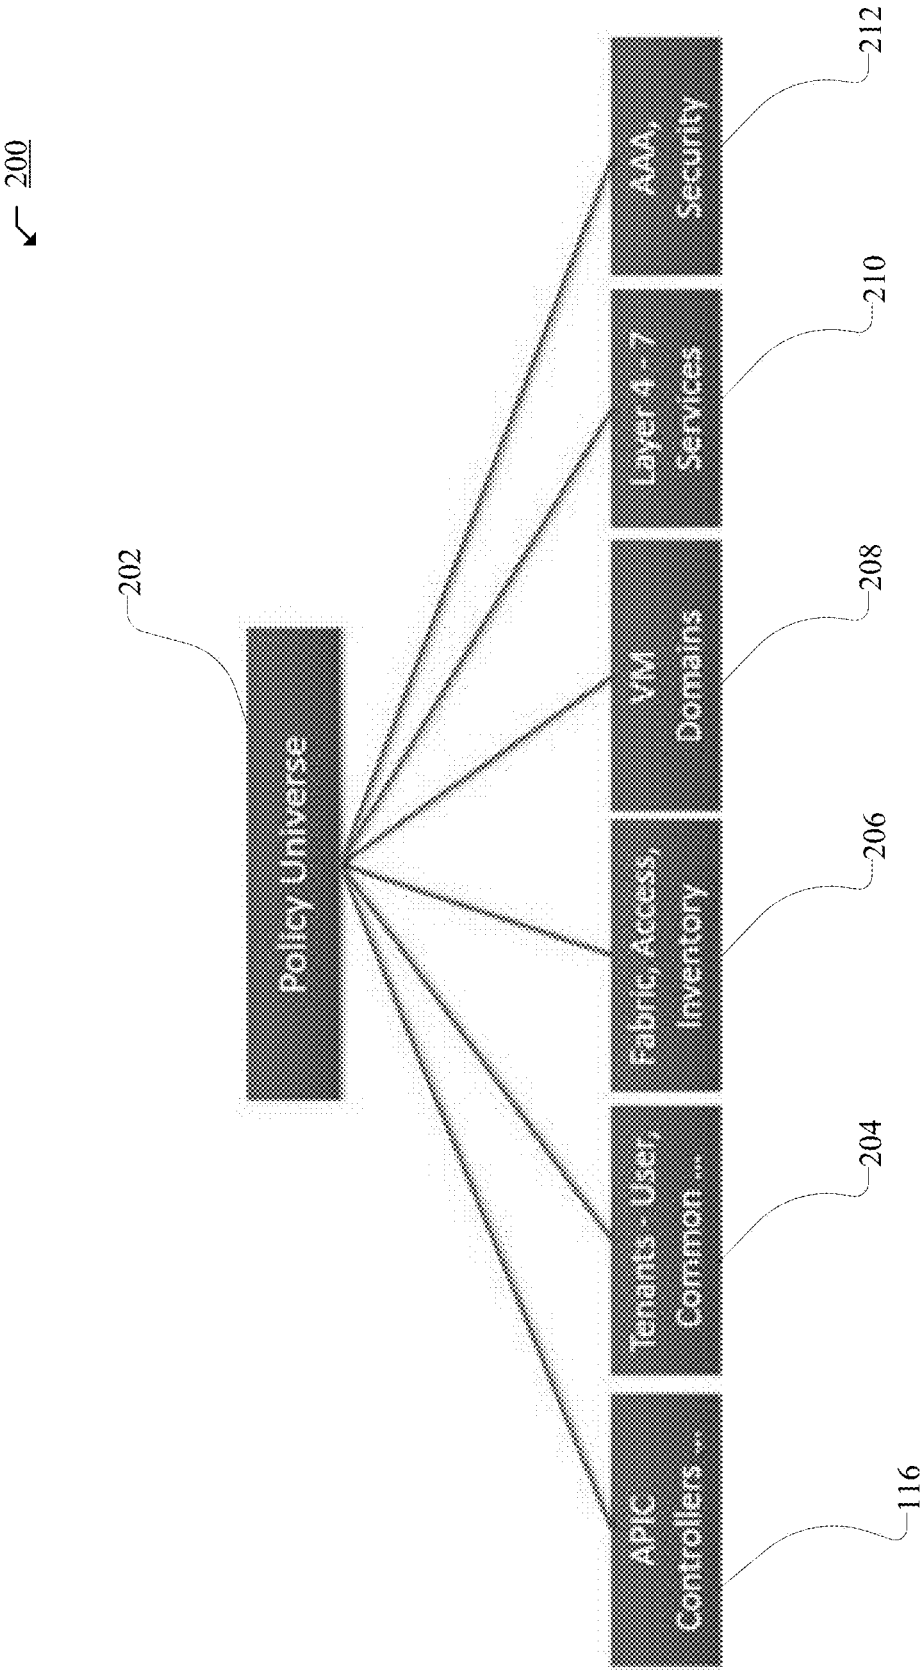 200
202
Policy Universe
APIC
Controllers ...
Tenants - User,
Common ...
Fabric, Access,
Inventory
VM
Domains
Layer 4 - 7
Services
AAA,
Security
116
204
206
208
210
212